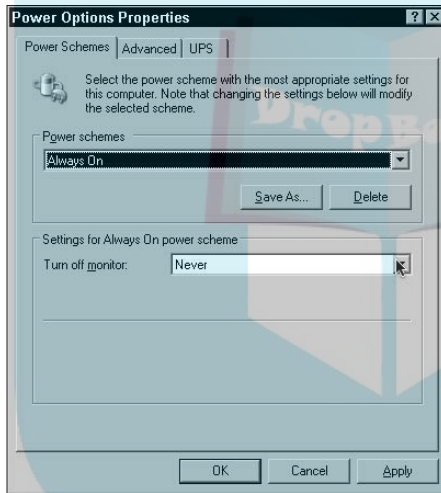 Power Options Properties
Power Schemes Advanced UPS
Select the power scheme with the most appropriate settings for
this computer. Note that changing the settings below will modify
the selected scheme.
Power schemes
Always On
Save As... Delete
Settings for Always On power scheme
Turn off monitor: Never
OK Cancel Apply